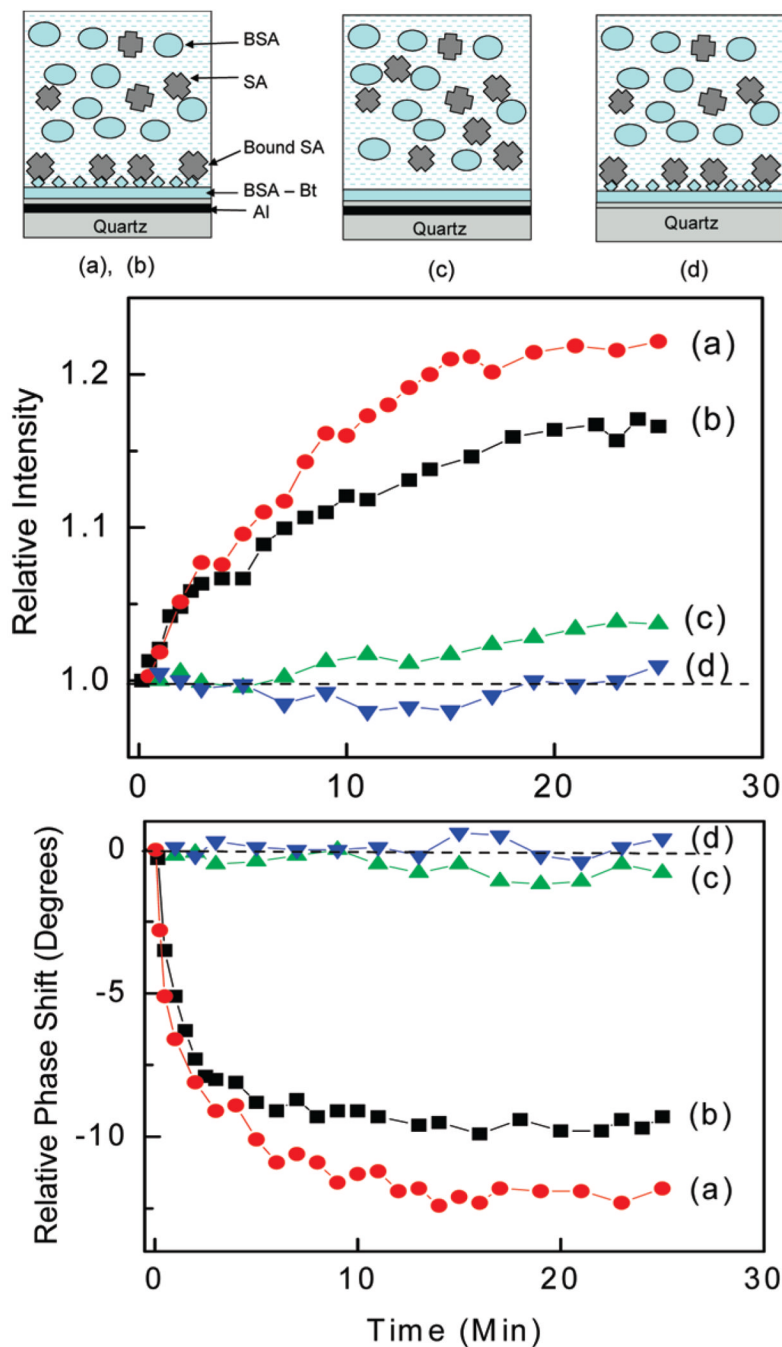 BSA
SA
Bound SA
BSA – Bt
Al
Quartz
Quartz
Quartz
(a), (b)
(c)
(d)
Relative Intensity
1.2
1.10
1.0
(a)
(b)
(c)
(d)
0
10
20
30
Relative Phase Shift (Degrees)
0
-5
-10
(d)
(c)
(b)
(a)
0
10
20
30
Time (Min)